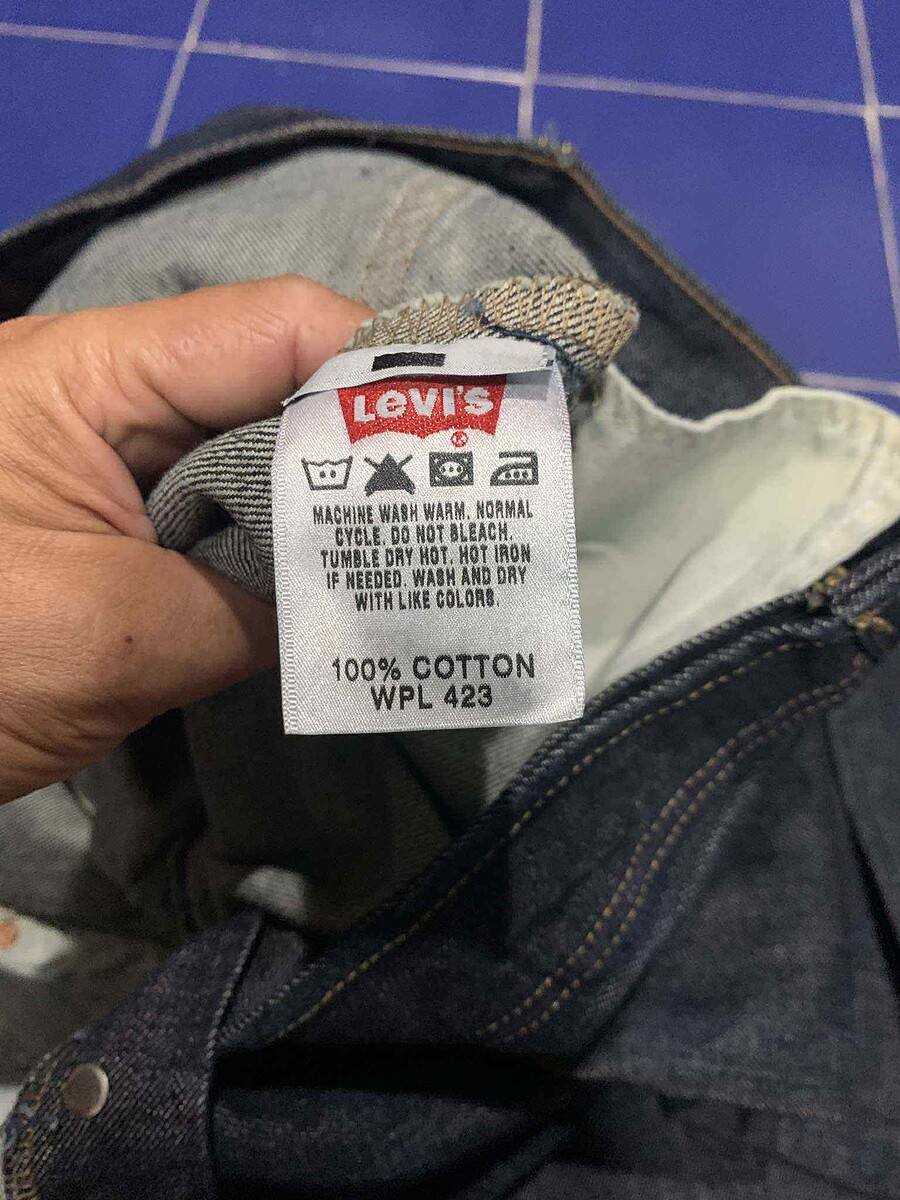 LEVI'S
®
MACHINE WASH WARM, NORMAL
CYCLE. DO NOT BLEACH.
TUMBLE DRY HOT. HOT IRON
IF NEEDED. WASH AND DRY
WITH LIKE COLORS.
100% COTTON
WPL 423